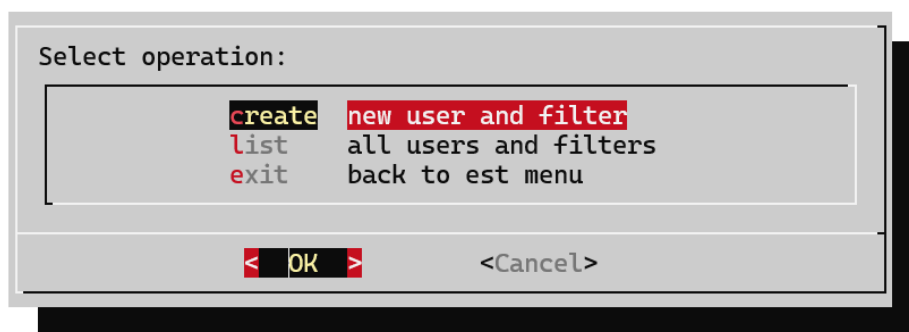 Select operation:
create new user and filter
list all users and filters
exit back to est menu
< OK > <Cancel>